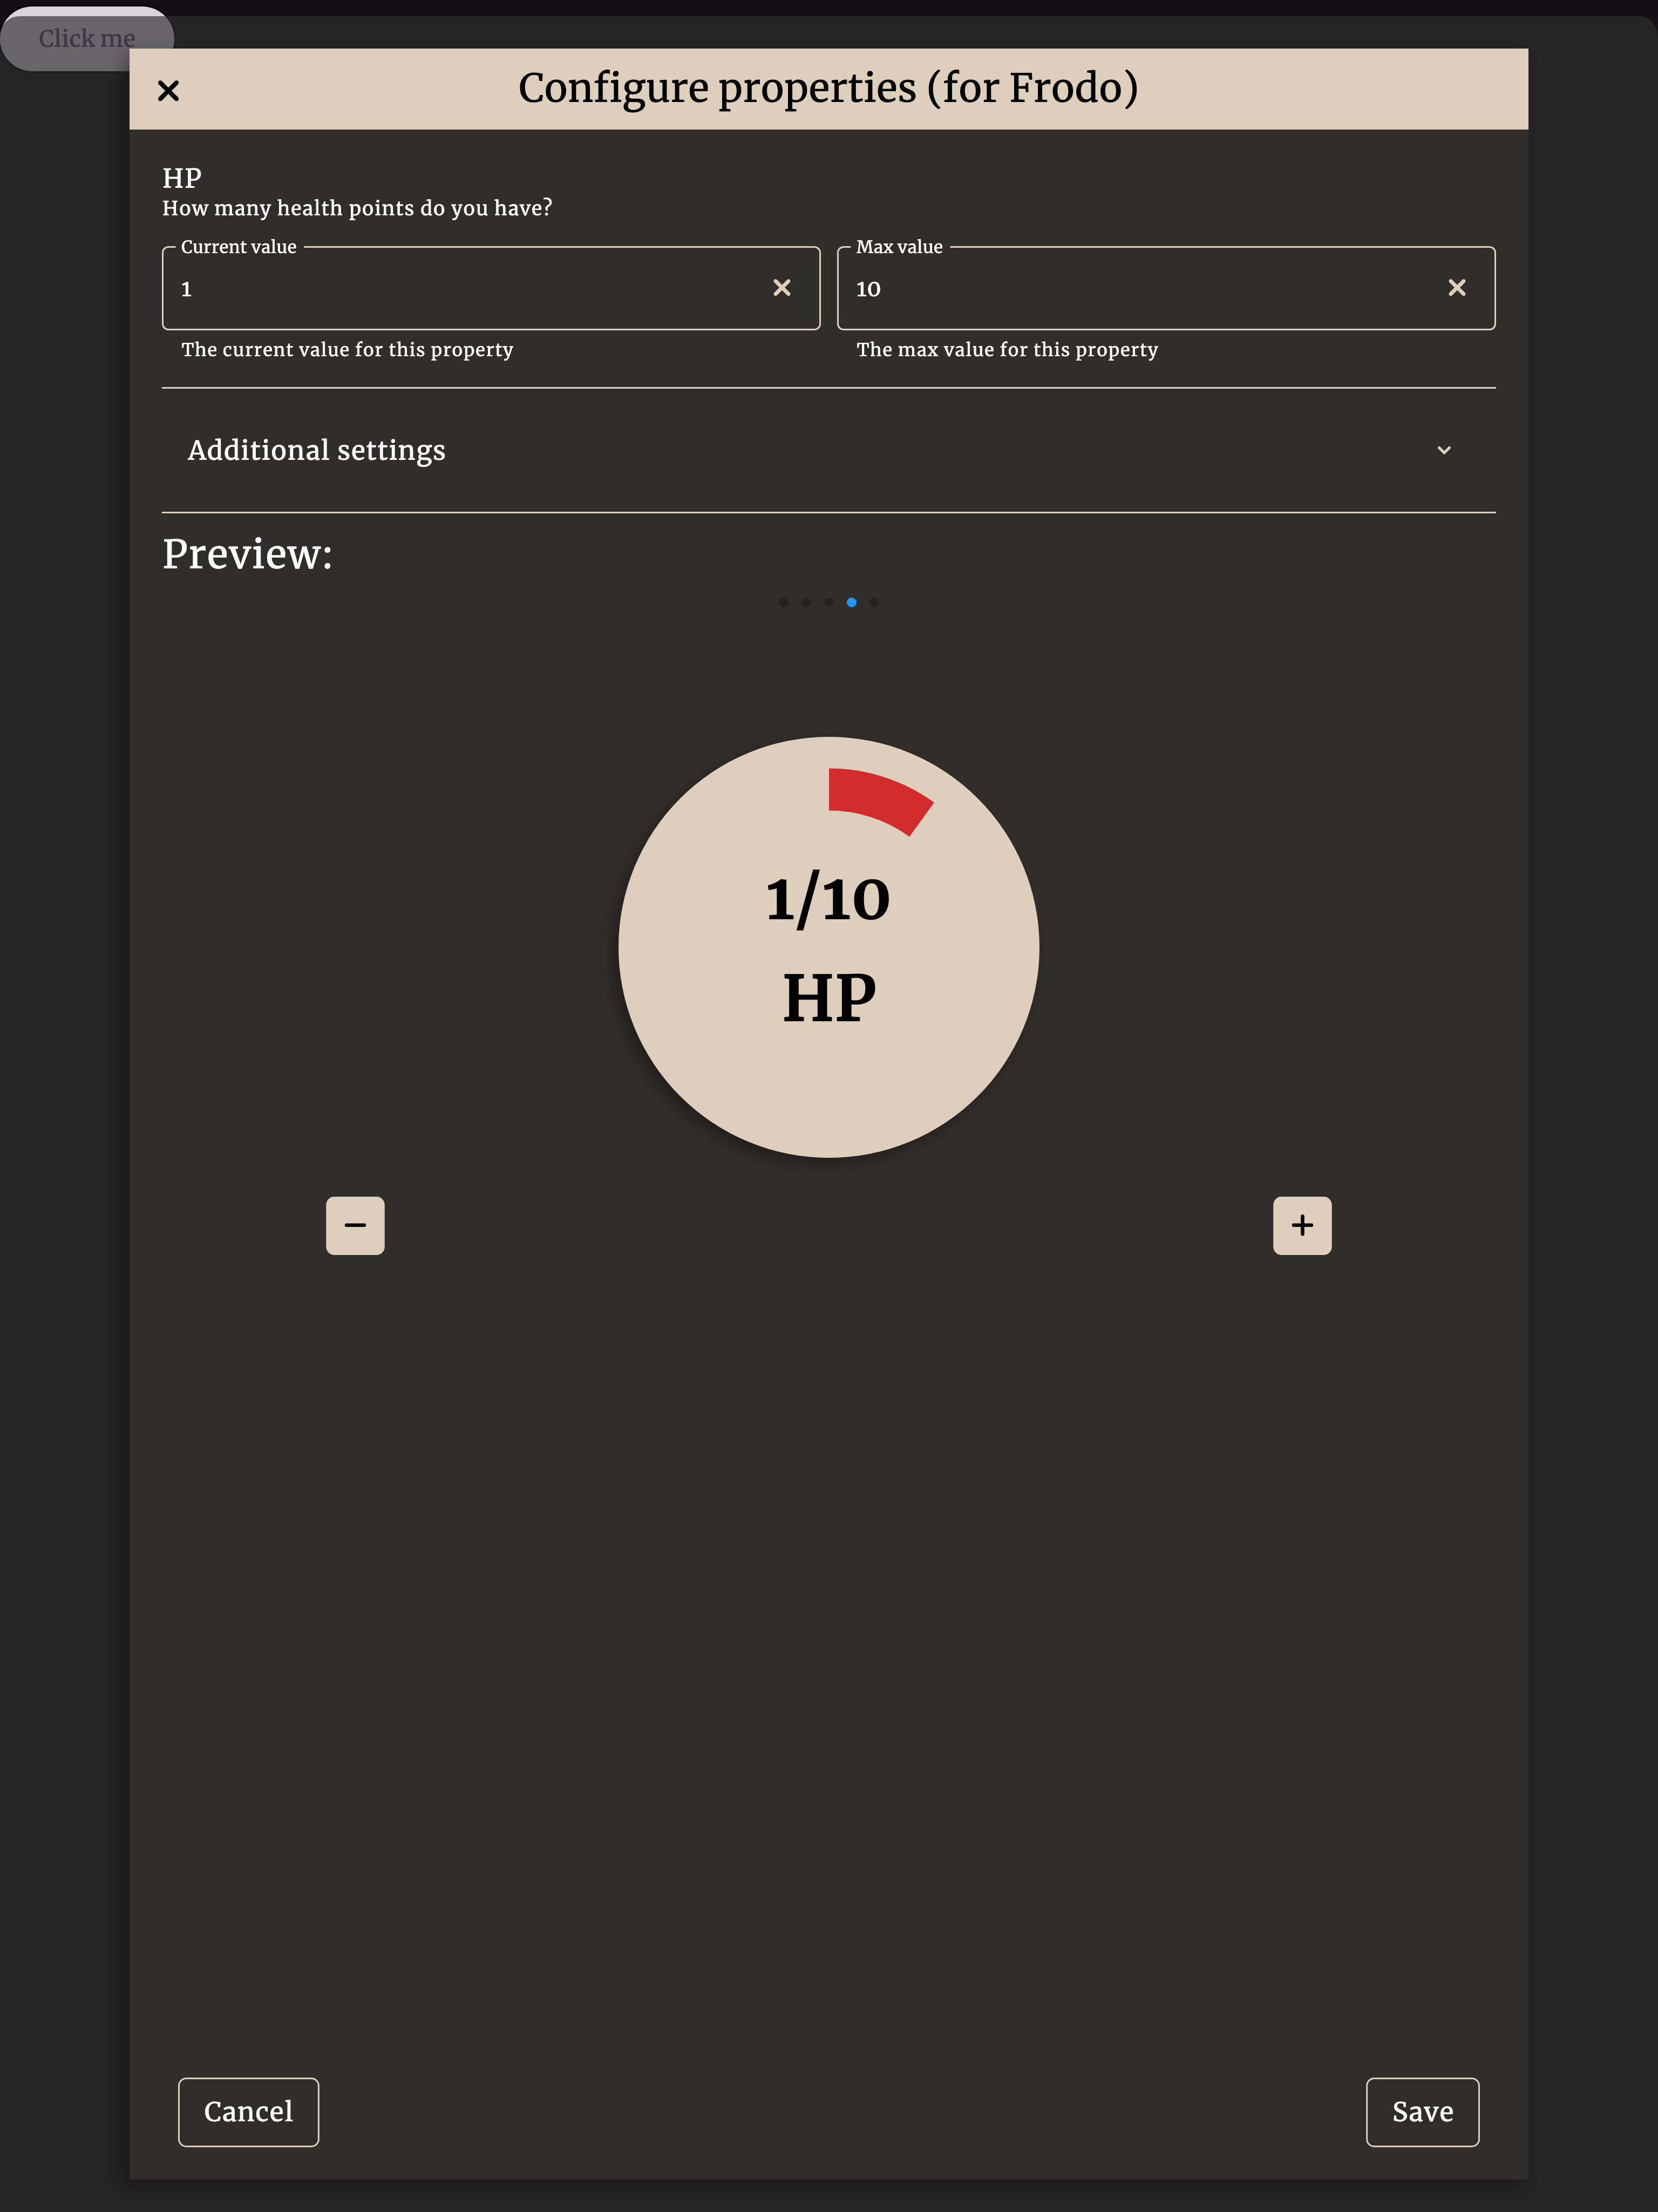 Click me
Configure properties (for Frodo)
HP
How many health points do you have?
Current value
1
The current value for this property
Max value
10
The max value for this property
Additional settings
Preview:
1/10
HP
Cancel
Save